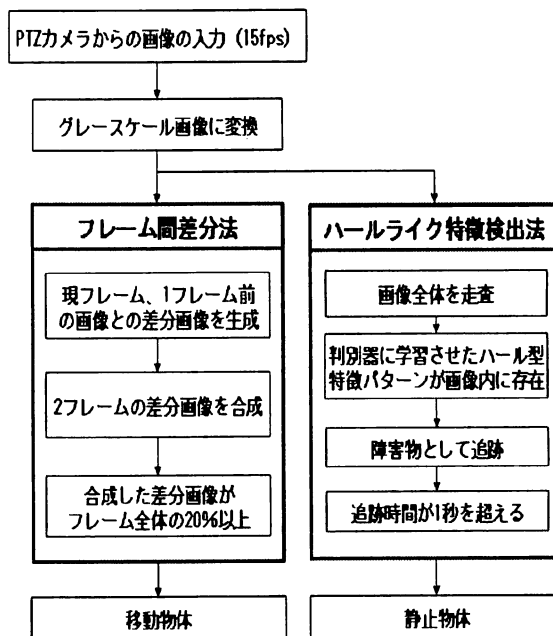 PTZカメラからの画像の入力（15fps）
グレースケール画像に変換
フレーム間差分法
現フレーム、1フレーム前
の画像との差分画像を生成
2フレームの差分画像を合成
合成した差分画像が
フレーム全体の20%以上
移動物体
ハールライク特徴検出法
画像全体を走査
判別器に学習させたハール型
特徴パターンが画像内に存在
障害物として追跡
追跡時間が1秒を超える
静止物体